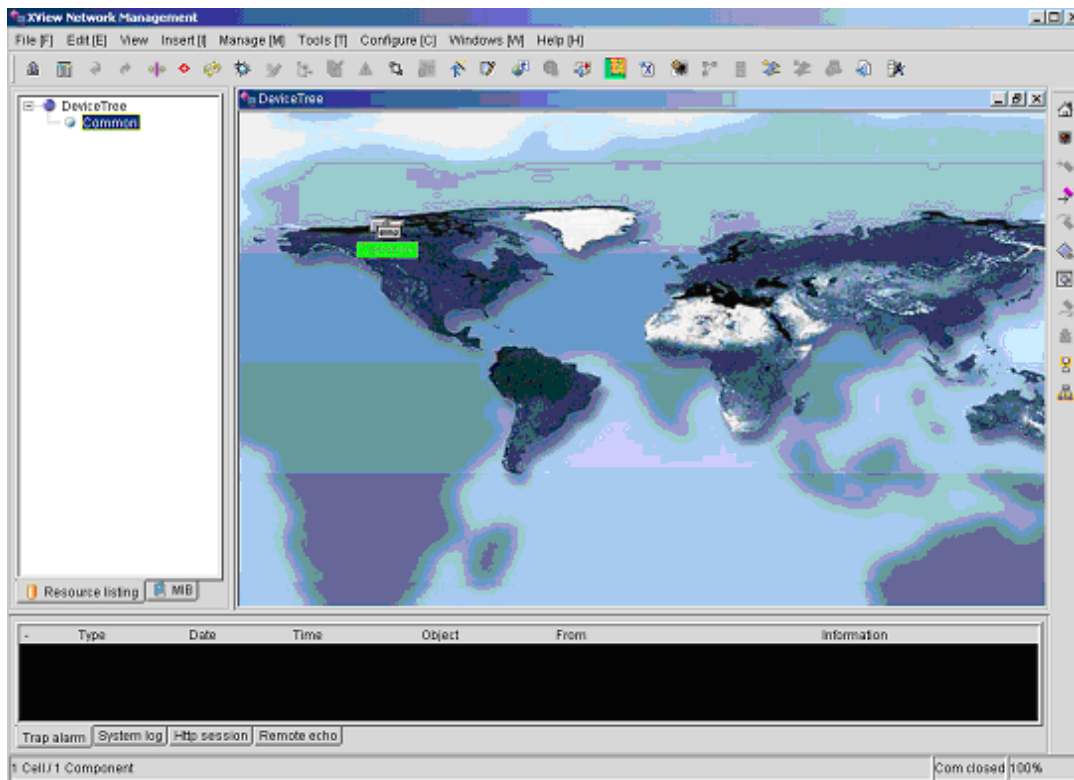 XView Network Management
File [F] Edit [E] View Insert [I] Manage [M] Tools [T] Configure [C] Windows [W] Help [H]
DeviceTree
Common
DeviceTree
Resource listing MIB
- Type Date Time Object From Information
Trap alarm System log Http session Remote echo
1 Cell / 1 Component Com closed 100%